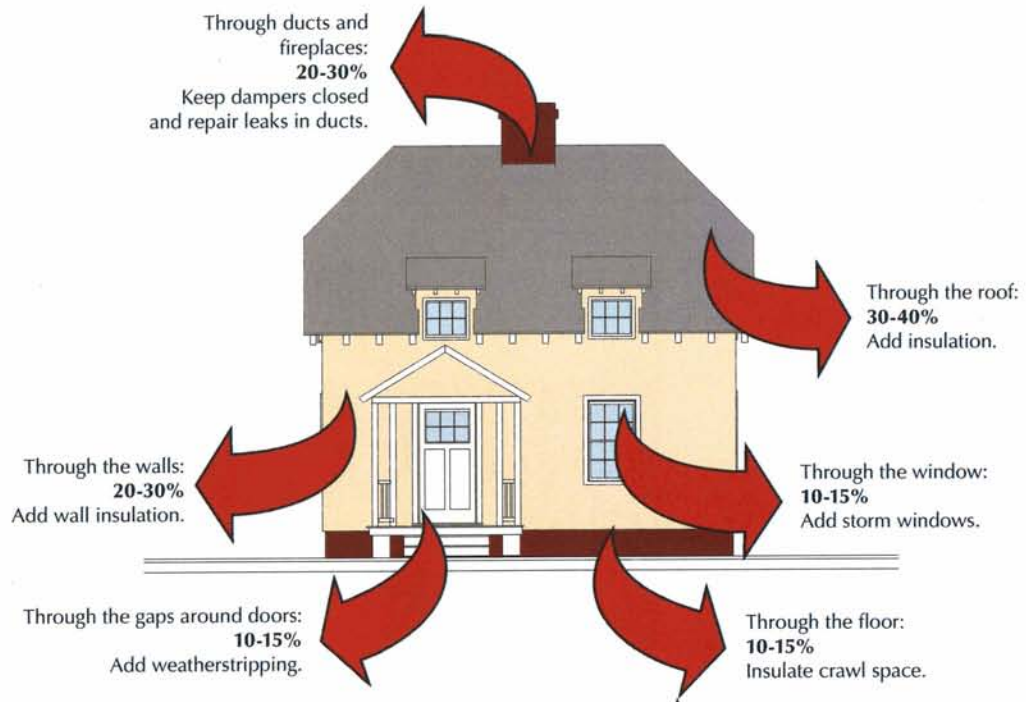 Through ducts and
fireplaces:
20-30%
Keep dampers closed
and repair leaks in ducts.
Through the roof:
30-40%
Add insulation.
Through the walls:
20-30%
Add wall insulation.
Through the window:
10-15%
Add storm windows.
Through the gaps around doors:
10-15%
Add weatherstripping.
Through the floor:
10-15%
Insulate crawl space.